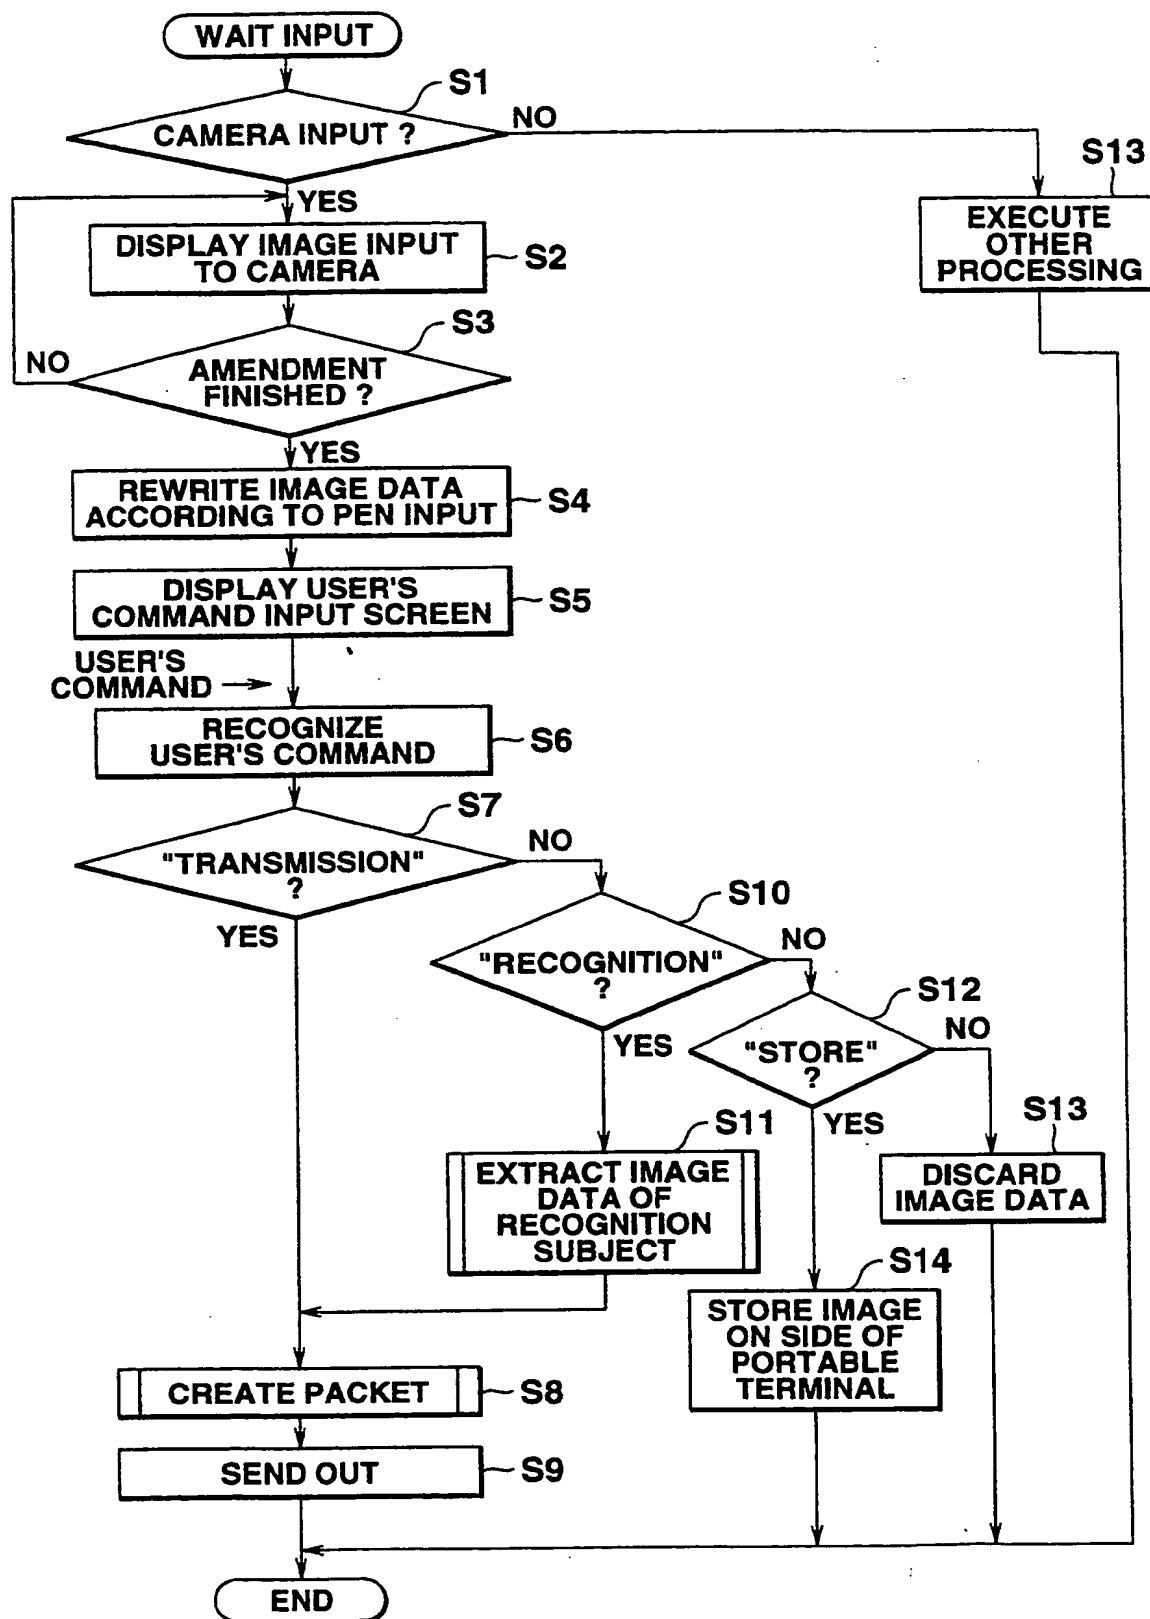 WAIT INPUT
S1
CAMERA INPUT ?
NO
YES
S13
EXECUTE
OTHER
PROCESSING
DISPLAY IMAGE INPUT
TO CAMERA
S2
S3
NO
AMENDMENT
FINISHED ?
YES
REWRITE IMAGE DATA
ACCORDING TO PEN INPUT
S4
DISPLAY USER'S
COMMAND INPUT SCREEN
S5
USER'S
COMMAND
RECOGNIZE
USER'S COMMAND
S6
S7
"TRANSMISSION"
?
NO
YES
S10
"RECOGNITION"
?
NO
YES
S12
"STORE"
?
NO
YES
S11
EXTRACT IMAGE
DATA OF
RECOGNITION
SUBJECT
S13
DISCARD
IMAGE DATA
S14
STORE IMAGE
ON SIDE OF
PORTABLE
TERMINAL
CREATE PACKET
S8
SEND OUT
S9
END